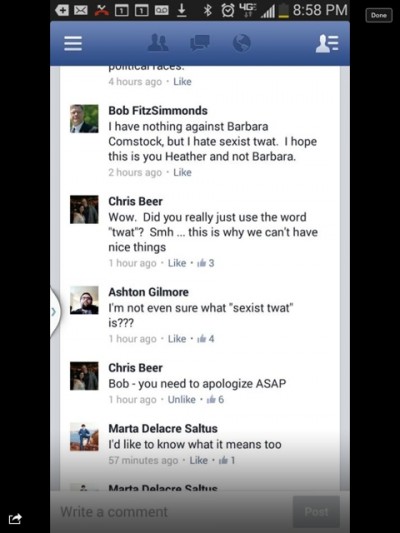 8:58 PM
Done
political races.
4 hours ago · Like
Bob FitzSimmonds
I have nothing against Barbara
Comstock, but I hate sexist twat. I hope
this is you Heather and not Barbara.
2 hours ago · Like
Chris Beer
Wow. Did you really just use the word
"twat"? Smh ... this is why we can't have
nice things
1 hour ago · Like · 3
Ashton Gilmore
I'm not even sure what "sexist twat"
is???
1 hour ago · Like · 4
Chris Beer
Bob - you need to apologize ASAP
1 hour ago · Unlike · 6
Marta Delacre Saltus
I'd like to know what it means too
57 minutes ago · Like · 1
Marta Delacre Saltus
Write a comment
Post